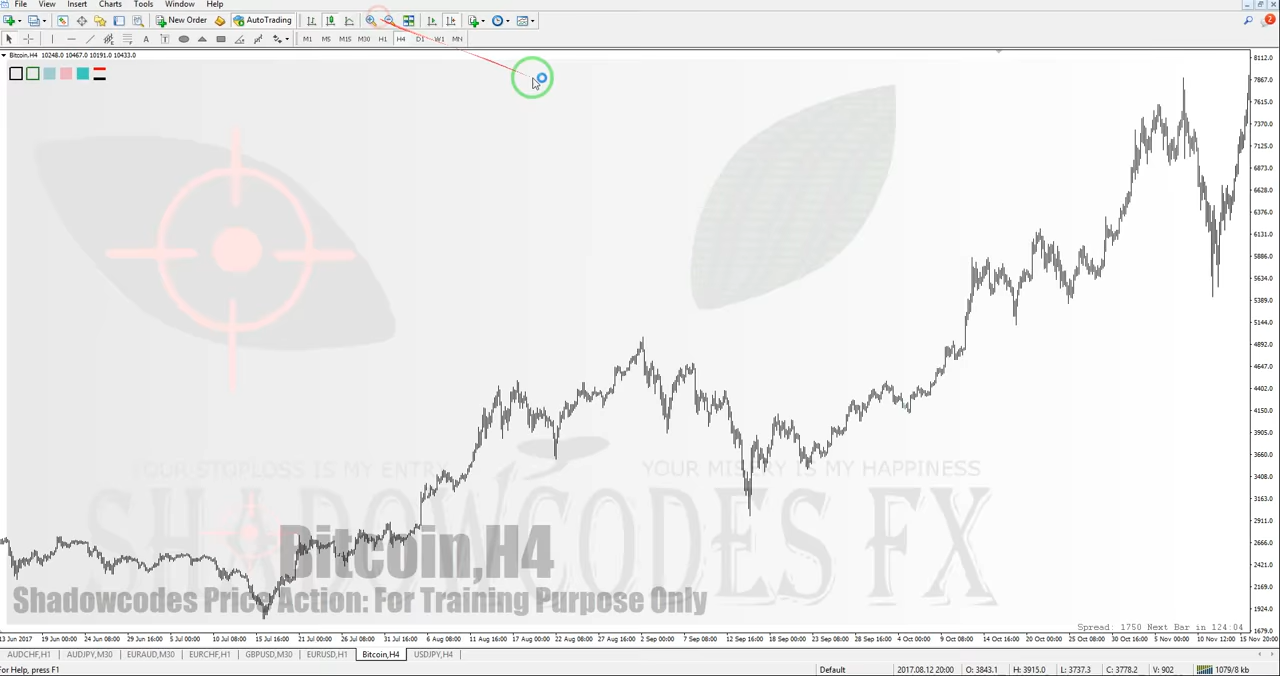 File View Insert Charts Tools Window Help
New Order AutoTrading
M1 M5 M15 M30 H1 H4 D1 W1 MN
Bitcoin,H4 10248.0 10467.0 10191.0 10433.0
8112.0
7867.0
7615.0
7370.0
7125.0
6873.0
6628.0
6376.0
6131.0
5886.0
5634.0
5389.0
5144.0
4892.0
4647.0
4402.0
4150.0
3905.0
3660.0
3408.0
3163.0
2911.0
2666.0
2421.0
2169.0
1924.0
1679.0
YOUR STOPLOSS IS MY ENTRY YOUR MISERY IS MY HAPPINESS
SHADOWCODES FX
Bitcoin,H4
Shadowcodes Price Action: For Training Purpose Only
Spread: 1750 Next Bar in 124:04
13 Jun 2017 19 Jun 00:00 24 Jun 08:00 29 Jun 16:00 5 Jul 00:00 10 Jul 08:00 15 Jul 16:00 21 Jul 00:00 26 Jul 08:00 31 Jul 16:00 6 Aug 08:00 11 Aug 16:00 17 Aug 00:00 22 Aug 08:00 27 Aug 16:00 2 Sep 00:00 7 Sep 08:00 12 Sep 16:00 18 Sep 00:00 23 Sep 08:00 28 Sep 16:00 4 Oct 00:00 9 Oct 08:00 14 Oct 16:00 20 Oct 00:00 25 Oct 08:00 30 Oct 16:00 5 Nov 00:00 10 Nov 12:00 15 Nov 20:00
AUDCHF,H1 AUDJPY,M30 EURAUD,M30 EURCHF,H1 GBPUSD,M30 EURUSD,H1 Bitcoin,H4 USDJPY,H4
For Help, press F1 Default 2017.08.12 20:00 O: 3843.1 H: 3915.0 L: 3737.3 C: 3778.2 V: 902 1079/8 kb